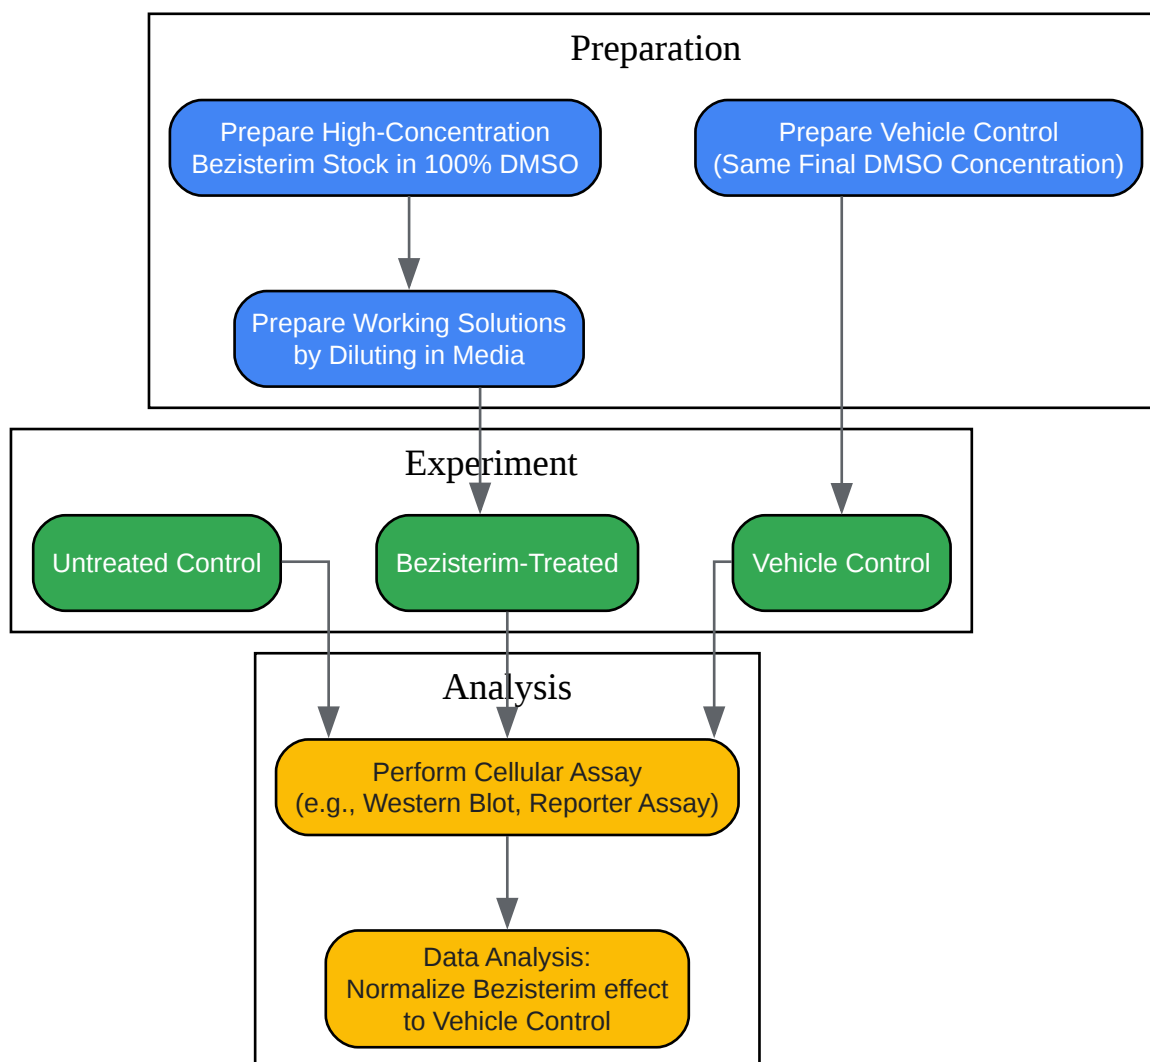 Preparation
Prepare High-Concentration
Bezisterim Stock in 100% DMSO
Prepare Vehicle Control
(Same Final DMSO Concentration)
Prepare Working Solutions
by Diluting in Media
Experiment
Untreated Control
Bezisterim-Treated
Vehicle Control
Analysis
Perform Cellular Assay
(e.g., Western Blot, Reporter Assay)
Data Analysis:
Normalize Bezisterim effect
to Vehicle Control